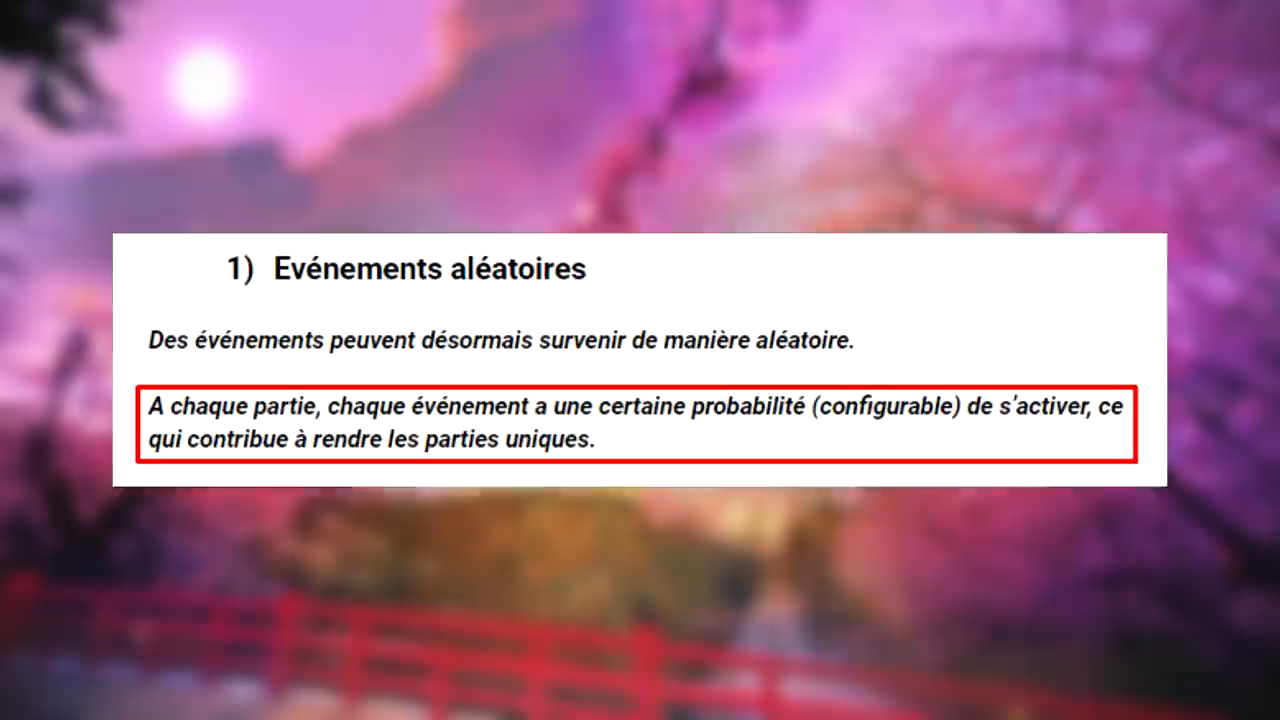 1) Evénements aléatoires
Des événements peuvent désormais survenir de manière aléatoire.
A chaque partie, chaque événement a une certaine probabilité (configurable) de s'activer, ce
qui contribue à rendre les parties uniques.